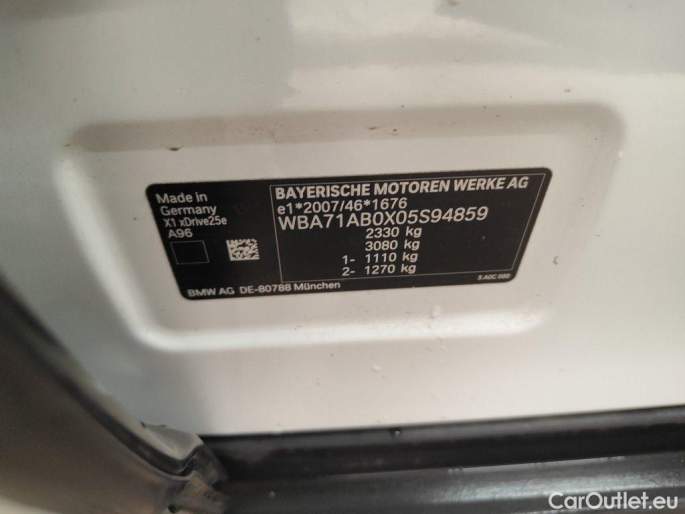 Made in
Germany
X1 xDrive25e
A96
BAYERISCHE MOTOREN WERKE AG
e1*2007/46*1676
WBA71AB0X05S94859
2330 kg
3080 kg
1- 1110 kg
2- 1270 kg
BMW AG DE-80788 München
CarOutlet.eu